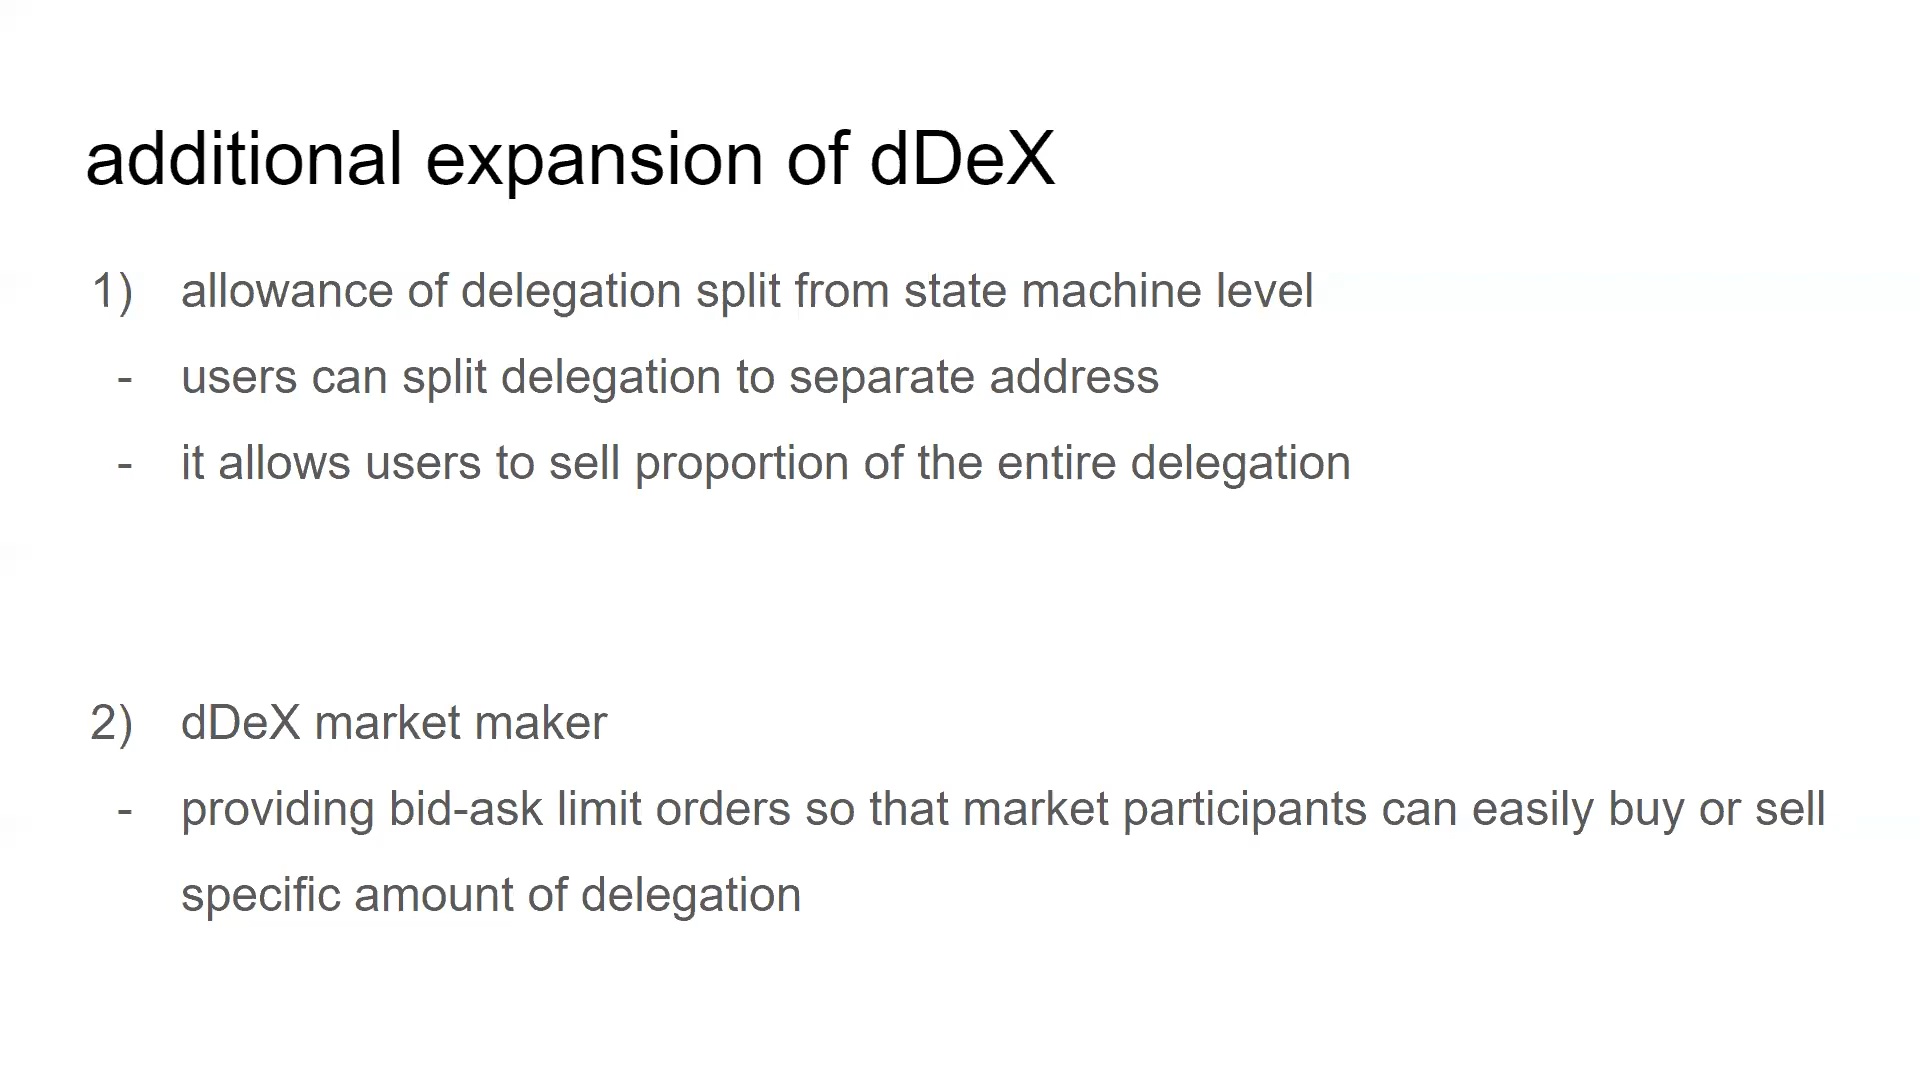 additional expansion of dDeX
1) allowance of delegation split from state machine level
- users can split delegation to separate address
- it allows users to sell proportion of the entire delegation
2) dDeX market maker
- providing bid-ask limit orders so that market participants can easily buy or sell
specific amount of delegation